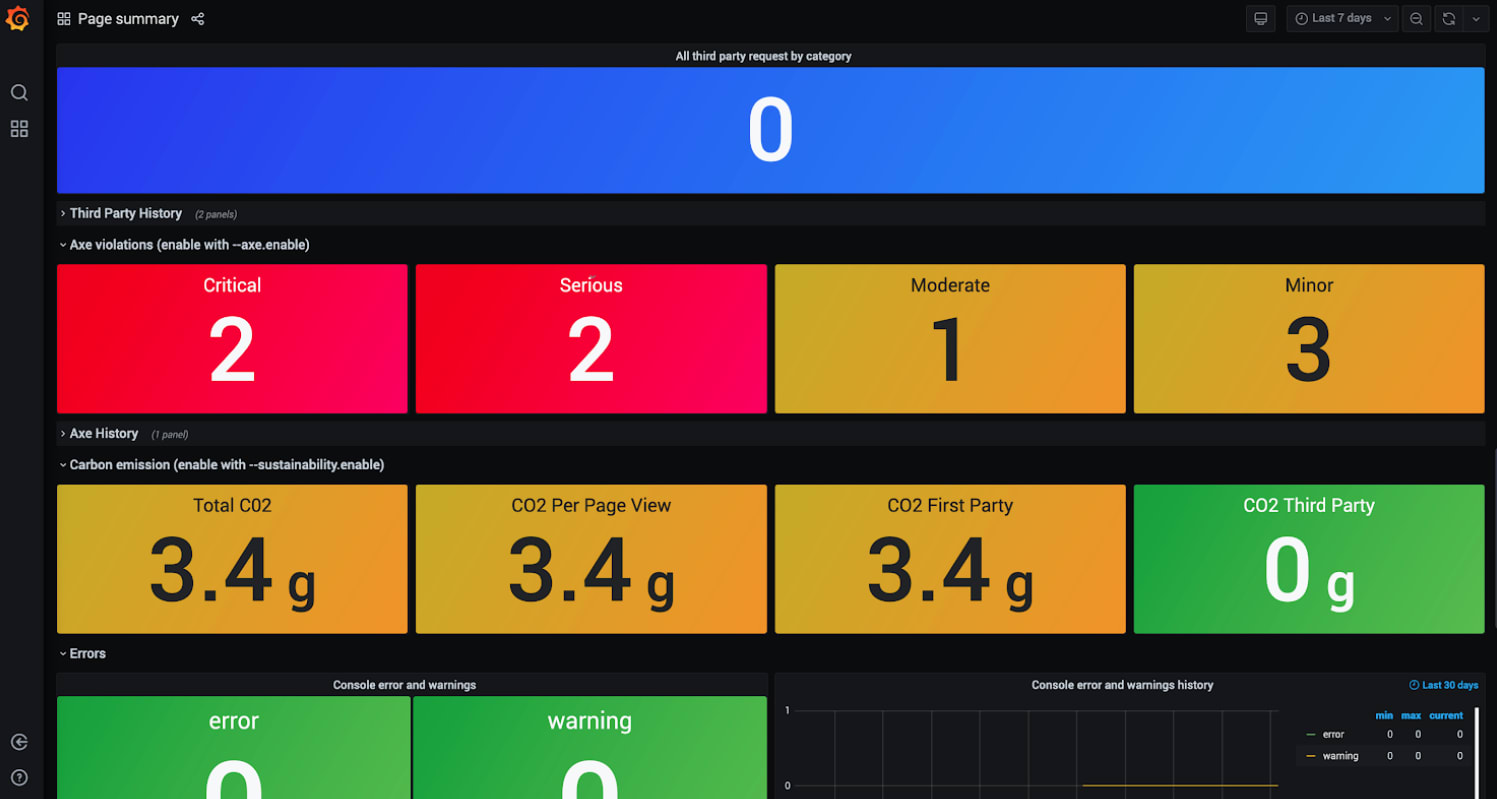 Page summary
Last 7 days
All third party request by category
0
Third Party History (2 panels)
Axe violations (enable with --axe.enable)
Critical Serious Moderate Minor
2 2 1 3
Axe History (1 panel)
Carbon emission (enable with --sustainability.enable)
Total C02 CO2 Per Page View CO2 First Party CO2 Third Party
3.4 g 3.4 g 3.4 g 0 g
Errors
Console error and warnings
error warning
0 0
Console error and warnings history Last 30 days
1
0
min max current
error 0 0 0
warning 0 0 0